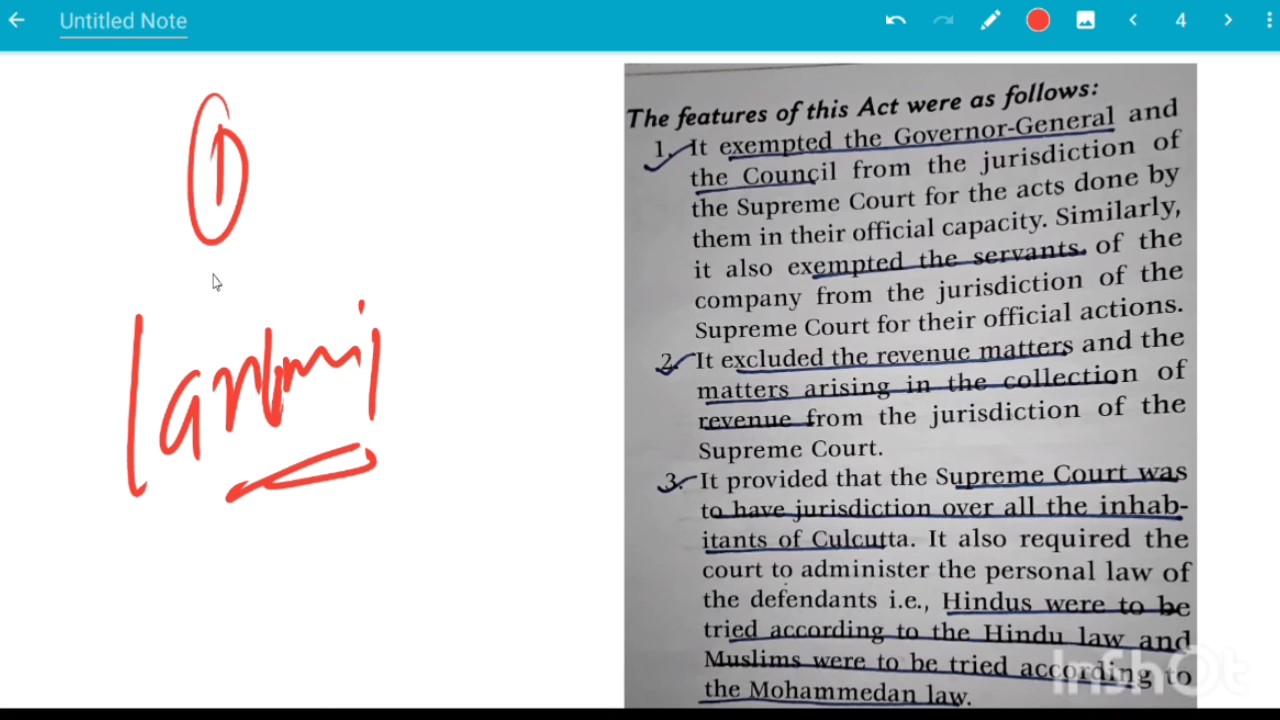 Untitled Note
4
1
The features of this Act were as follows:
1. It exempted the Governor-General and
the Council from the jurisdiction of
the Supreme Court for the acts done by
them in their official capacity. Similarly,
it also exempted the servants of the
company from the jurisdiction of the
Supreme Court for their official actions.
2. It excluded the revenue matters and the
matters arising in the collection of
revenue from the jurisdiction of the
Supreme Court.
3. It provided that the Supreme Court was
to have jurisdiction over all the inhab-
itants of Culcutta. It also required the
court to administer the personal law of
the defendants i.e., Hindus were to be
tried according to the Hindu law and
Muslims were to be tried according to
the Mohammedan law.
InShot